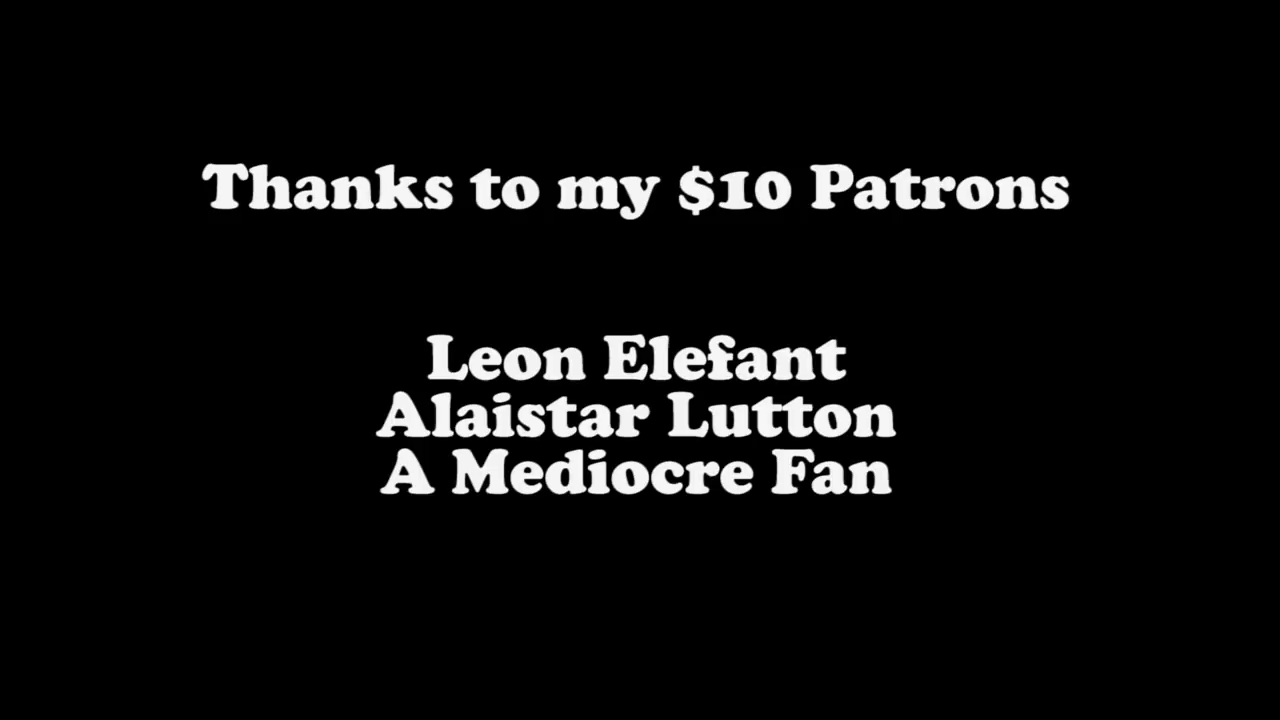 Thanks to my $10 Patrons
Leon Elefant
Alaistar Lutton
A Mediocre Fan